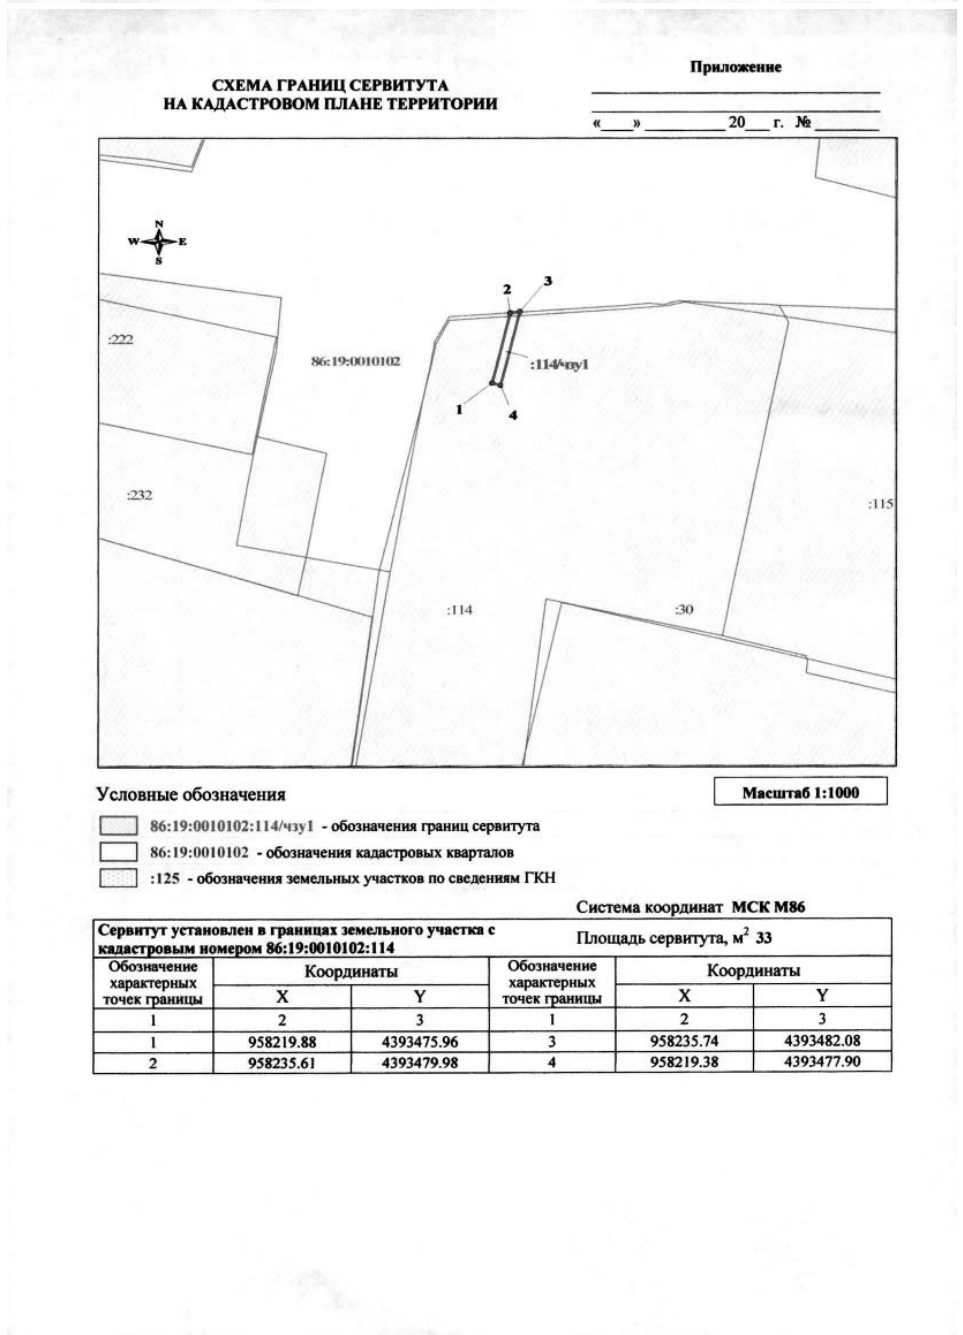 Приложение
СХЕМА ГРАНИЦ СЕРВИТУТА
НА КАДАСТРОВОМ ПЛАНЕ ТЕРРИТОРИИ
«____» __________ 20___ г. № ________
N
W E
S
2 3
:222
86:19:0010102
:114/чзу1
1
4
:232
:115
:114
:30
Условные обозначения
Масштаб 1:1000
86:19:0010102:114/чзу1 - обозначения границ сервитута
86:19:0010102 - обозначения кадастровых кварталов
:125 - обозначения земельных участков по сведениям ГКН
Система координат МСК М86
Сервитут установлен в границах земельного участка с
кадастровым номером 86:19:0010102:114
Площадь сервитута, м² 33
Обозначение характерных точек границы Координаты Обозначение характерных точек границы Координаты
X Y X Y
1 2 3 1 2 3
1 958219.88 4393475.96 3 958235.74 4393482.08
2 958235.61 4393479.98 4 958219.38 4393477.90